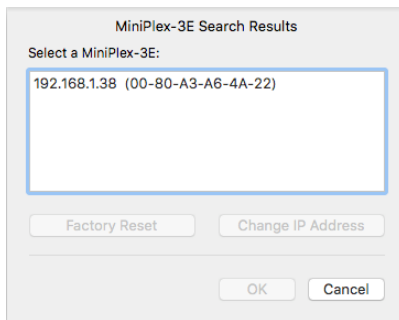 MiniPlex-3E Search Results
Select a MiniPlex-3E:
192.168.1.38 (00-80-A3-A6-4A-22)
Factory Reset Change IP Address
OK Cancel